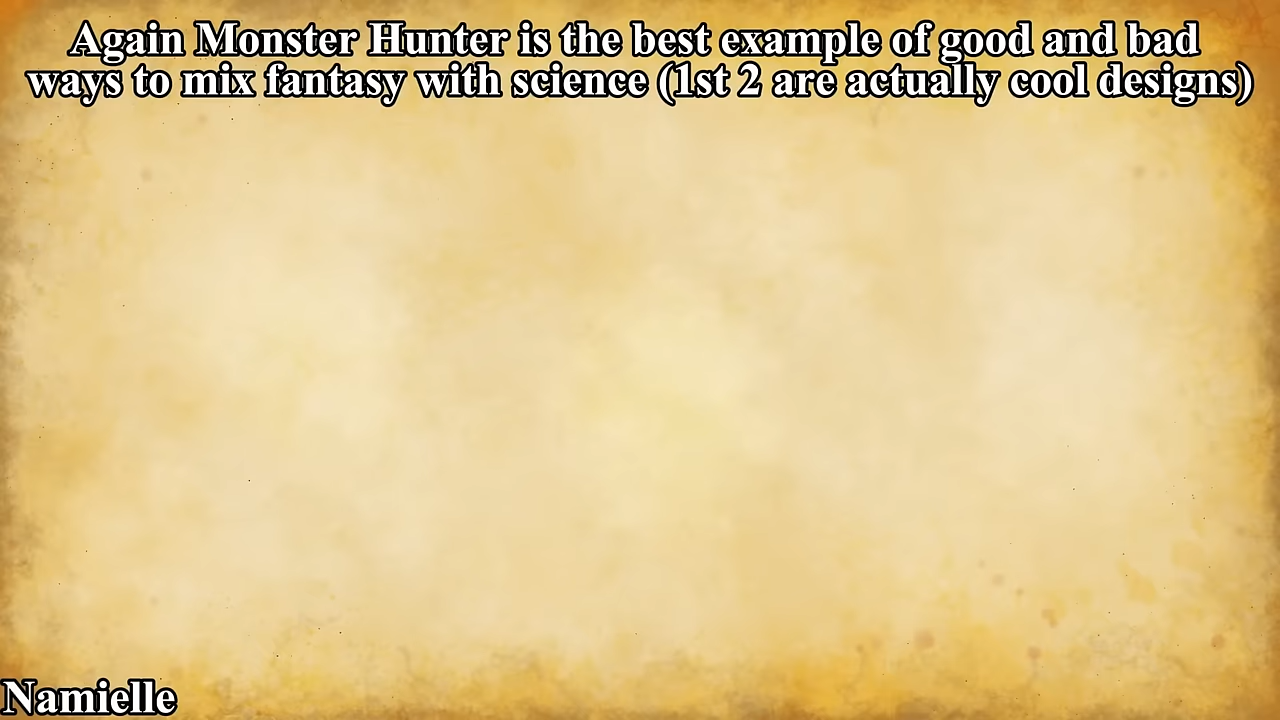 Again Monster Hunter is the best example of good and bad
ways to mix fantasy with science (1st 2 are actually cool designs)
Namielle